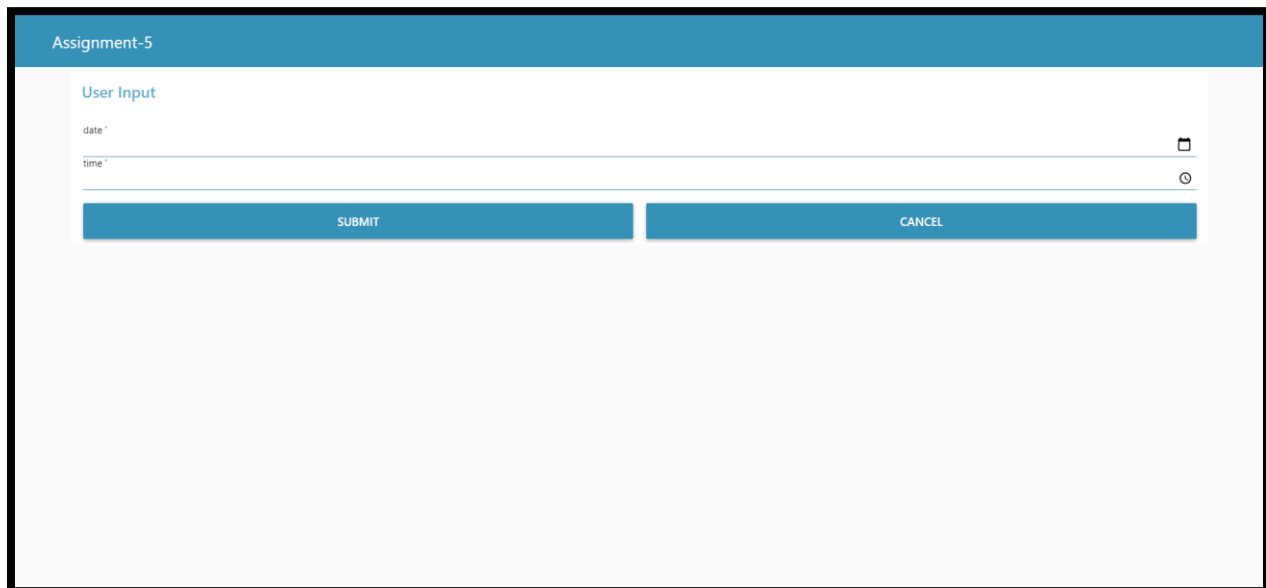 Assignment-5
User Input
date *
time *
SUBMIT
CANCEL